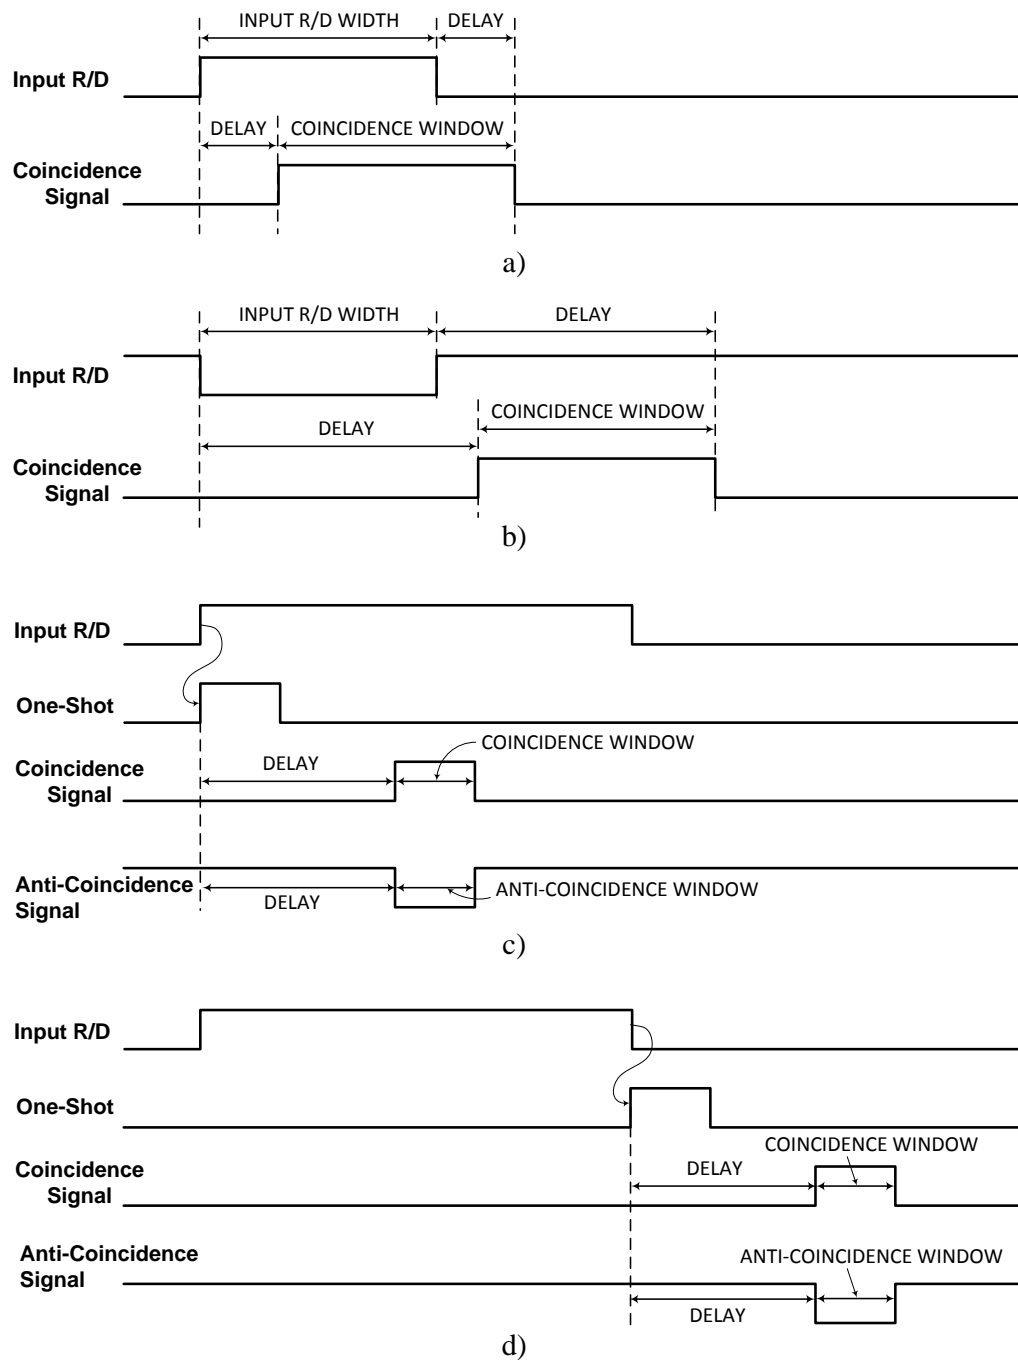 INPUT R/D WIDTH DELAY
Input R/D
DELAY COINCIDENCE WINDOW
Coincidence
Signal
a)
INPUT R/D WIDTH DELAY
Input R/D
COINCIDENCE WINDOW
DELAY
Coincidence
Signal
b)
Input R/D
One-Shot
COINCIDENCE WINDOW
DELAY
Coincidence
Signal
Anti-Coincidence
Signal
ANTI-COINCIDENCE WINDOW
DELAY
c)
Input R/D
One-Shot
COINCIDENCE WINDOW
DELAY
Coincidence
Signal
Anti-Coincidence
Signal
ANTI-COINCIDENCE WINDOW
DELAY
d)